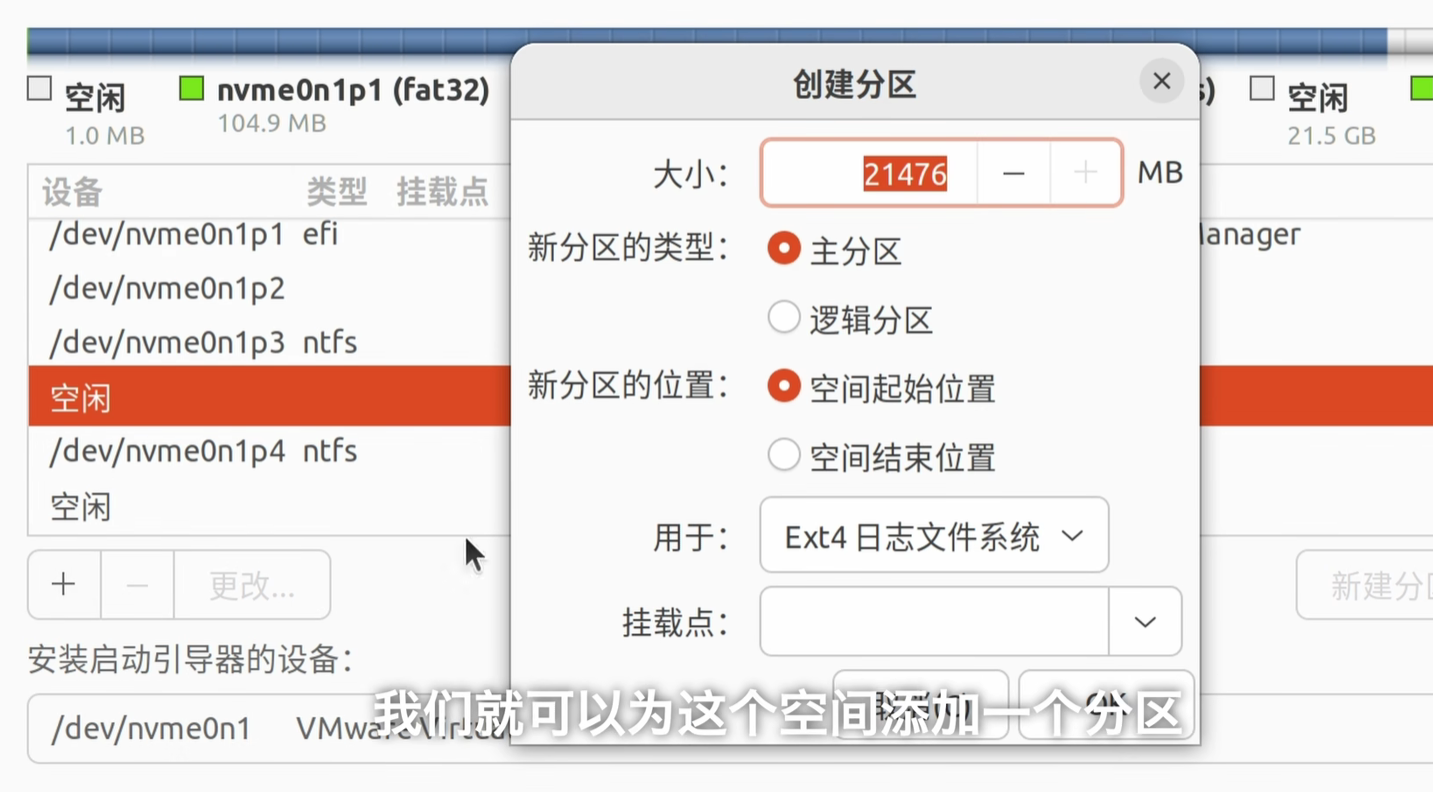 空闲 nvme0n1p1 (fat32) s) 空闲
1.0 MB 104.9 MB 21.5 GB
创建分区
设备 类型 挂载点
/dev/nvme0n1p1 efi
/dev/nvme0n1p2
/dev/nvme0n1p3 ntfs
空闲
/dev/nvme0n1p4 ntfs
空闲
+ − 更改...
安装启动引导器的设备：
/dev/nvme0n1 VMware Virtu
大小： 21476 − + MB
新分区的类型： 主分区
逻辑分区
新分区的位置： 空间起始位置
空间结束位置
用于： Ext4 日志文件系统
挂载点：
OK
anager
新建分
我们就可以为这个空间添加一个分区